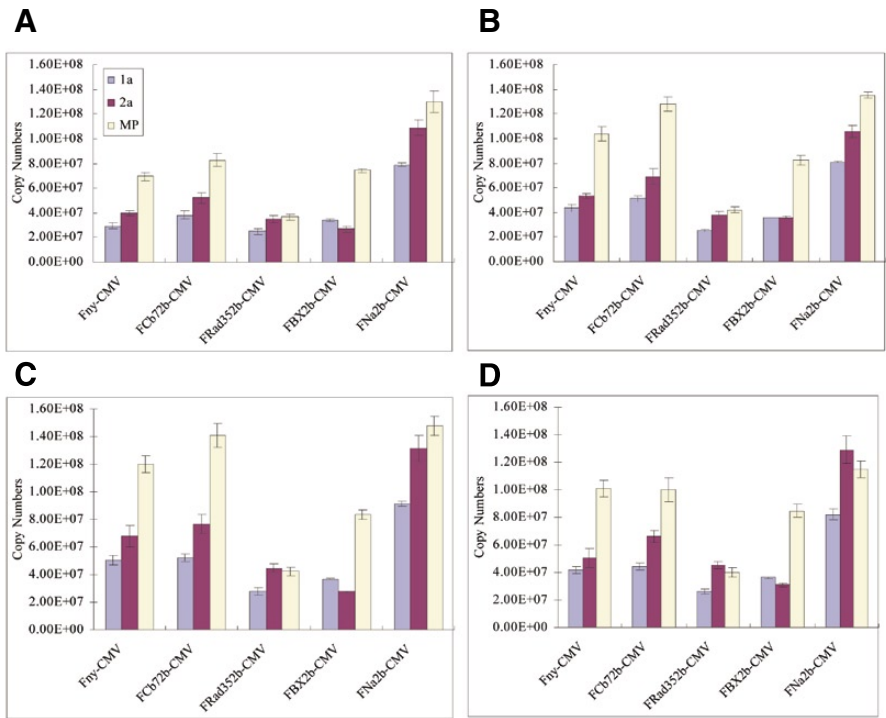 A
1.60E+08
1.40E+08
1.20E+08
1.00E+08
8.00E+07
6.00E+07
4.00E+07
2.00E+07
0.00E+00
Copy Numbers
1a
2a
MP
Fny-CMV
FCb72b-CMV
FRad352b-CMV
FBX2b-CMV
FNa2b-CMV
B
1.60E+08
1.40E+08
1.20E+08
1.00E+08
8.00E+07
6.00E+07
4.00E+07
2.00E+07
0.00E+00
Copy Numbers
Fny-CMV
FCb72b-CMV
FRad352b-CMV
FBX2b-CMV
FNa2b-CMV
C
1.60E+08
1.40E+08
1.20E+08
1.00E+08
8.00E+07
6.00E+07
4.00E+07
2.00E+07
0.00E+00
Copy Numbers
Fny-CMV
FCb72b-CMV
FRad352b-CMV
FBX2b-CMV
FNa2b-CMV
D
1.60E+08
1.40E+08
1.20E+08
1.00E+08
8.00E+07
6.00E+07
4.00E+07
2.00E+07
0.00E+00
Copy Numbers
Fny-CMV
FCb72b-CMV
FRad352b-CMV
FBX2b-CMV
FNa2b-CMV